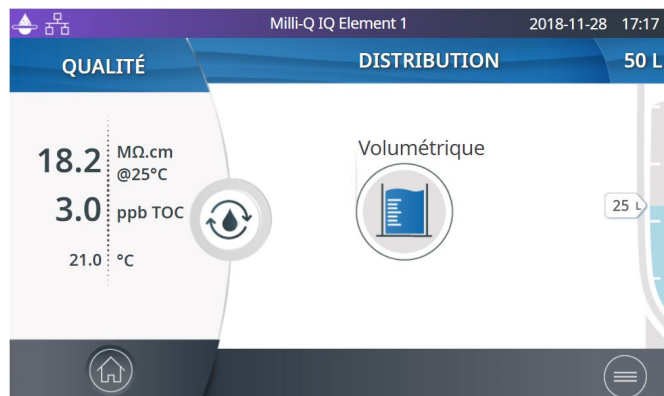 Milli-Q IQ Element 1 2018-11-28 17:17
QUALITÉ
DISTRIBUTION
50 L
18.2 MΩ.cm
@25°C
3.0 ppb TOC
21.0 °C
Volumétrique
25 L